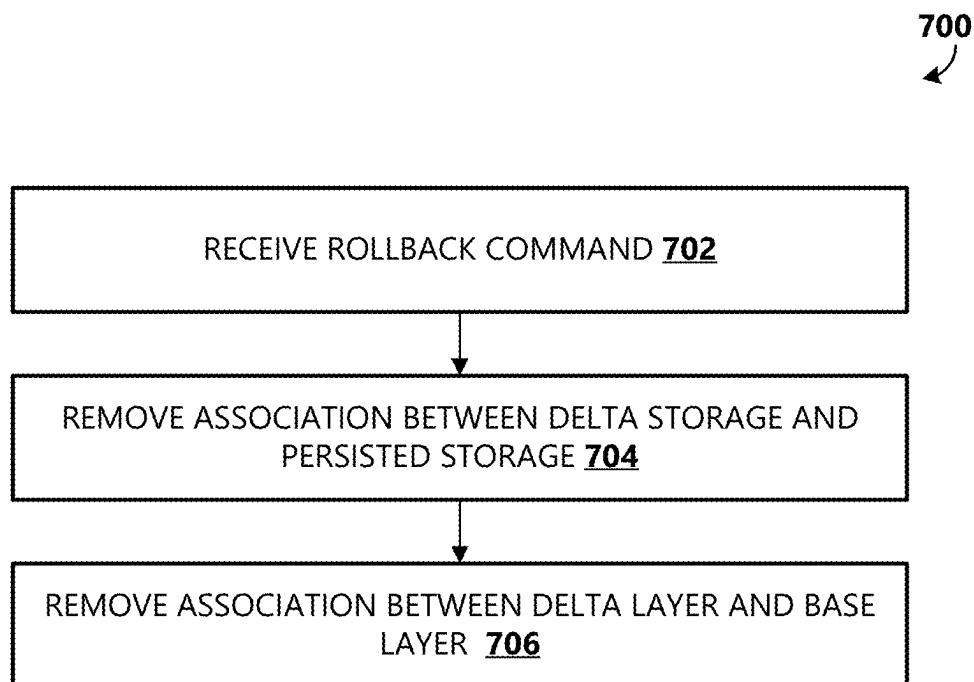 700
RECEIVE ROLLBACK COMMAND 702
REMOVE ASSOCIATION BETWEEN DELTA STORAGE AND
PERSISTED STORAGE 704
REMOVE ASSOCIATION BETWEEN DELTA LAYER AND BASE
LAYER 706